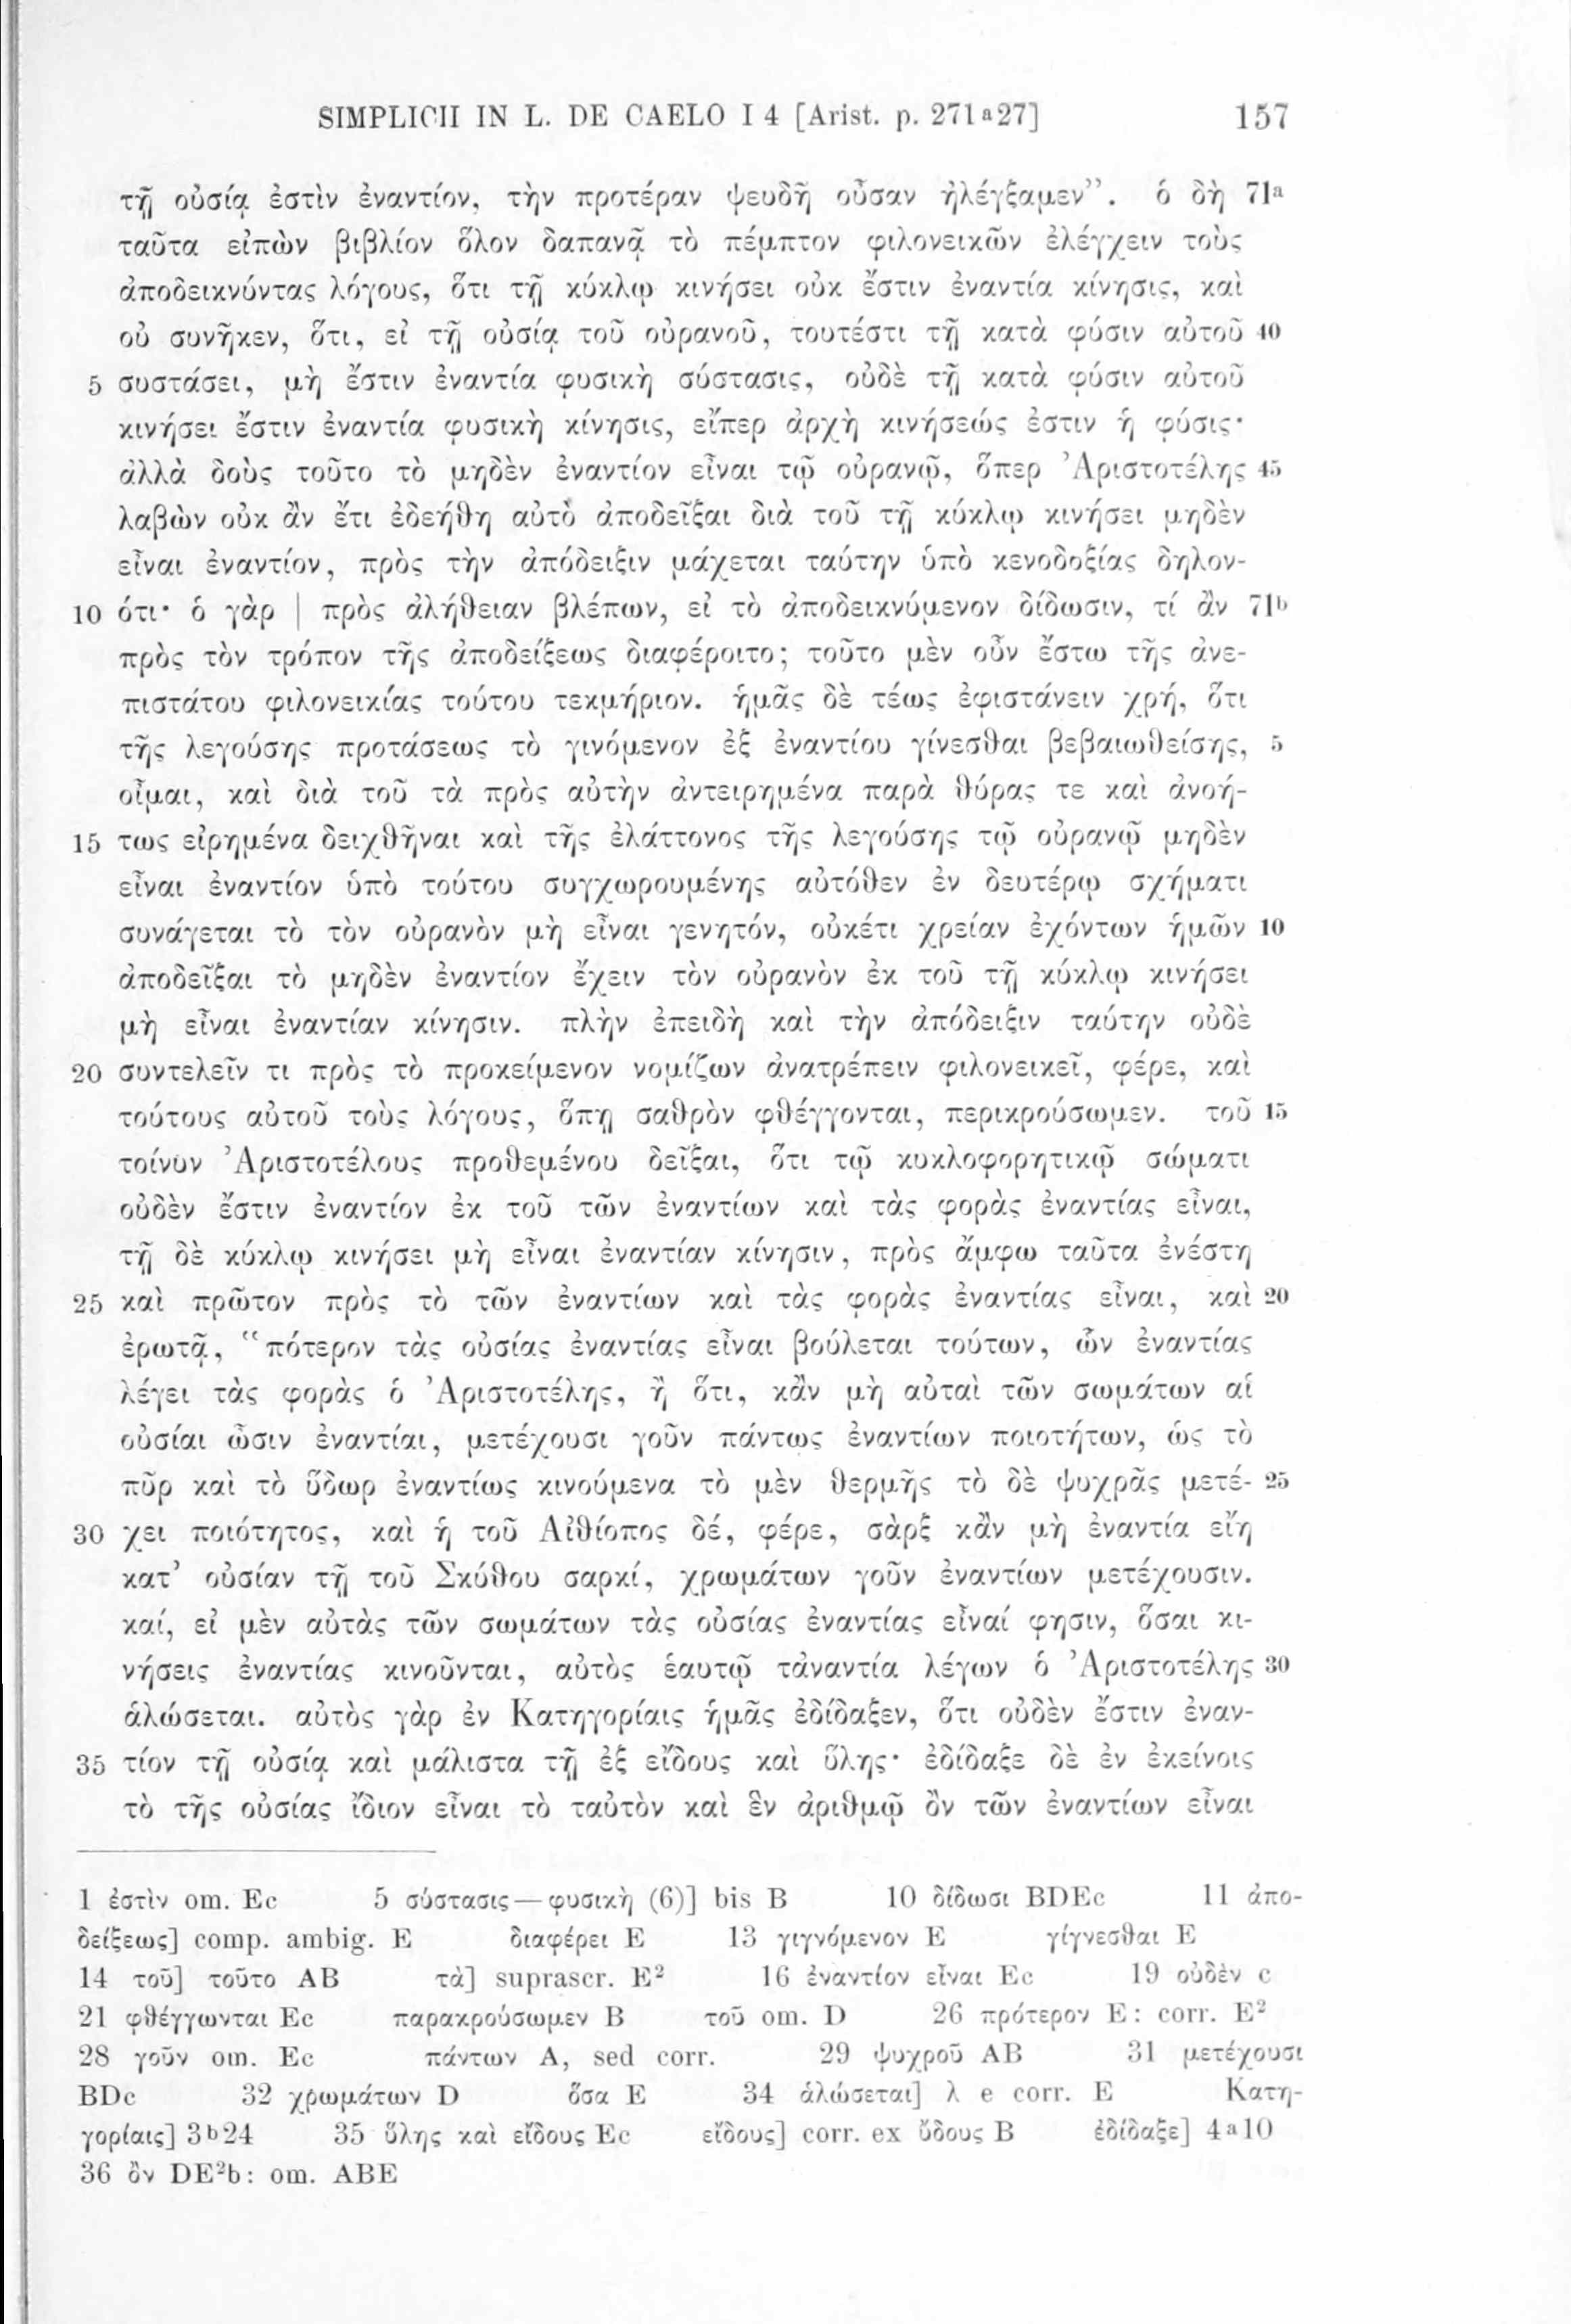 SIMPLICII IN L. DE CAELO I 4 [Arist. p. 271a27] 157
τῇ οὐσίᾳ ἐστὶν ἐναντίον, τὴν προτέραν ψευδῆ οὖσαν ἠλέγξαμεν”. ὁ δὴ 71a
ταῦτα εἰπὼν βιβλίον ὅλον δαπανᾷ τὸ πέμπτον φιλονεικῶν ἐλέγχειν τοὺς
ἀποδεικνύντας λόγους, ὅτι τῇ κύκλῳ κινήσει οὐκ ἔστιν ἐναντία κίνησις, καὶ
οὐ συνῆκεν, ὅτι, εἰ τῇ οὐσίᾳ τοῦ οὐρανοῦ, τουτέστι τῇ κατὰ φύσιν αὐτοῦ 40
5 συστάσει, μὴ ἔστιν ἐναντία φυσικὴ σύστασις, οὐδὲ τῇ κατὰ φύσιν αὐτοῦ
κινήσει ἔστιν ἐναντία φυσικὴ κίνησις, εἴπερ ἀρχὴ κινήσεώς ἐστιν ἡ φύσις·
ἀλλὰ δοὺς τοῦτο τὸ μηδὲν ἐναντίον εἶναι τῷ οὐρανῷ, ὅπερ Ἀριστοτέλης 45
λαβὼν οὐκ ἂν ἔτι ἐδεήθη αὐτὸ ἀποδεῖξαι διὰ τοῦ τῇ κύκλῳ κινήσει μηδὲν
εἶναι ἐναντίον, πρὸς τὴν ἀπόδειξιν μάχεται ταύτην ὑπὸ κενοδοξίας δηλον-
10 ότι· ὁ γὰρ | πρὸς ἀλήθειαν βλέπων, εἰ τὸ ἀποδεικνύμενον δίδωσιν, τί ἂν 71b
πρὸς τὸν τρόπον τῆς ἀποδείξεως διαφέροιτο; τοῦτο μὲν οὖν ἔστω τῆς ἀνε-
πιστάτου φιλονεικίας τούτου τεκμήριον. ἡμᾶς δὲ τέως ἐφιστάνειν χρή, ὅτι
τῆς λεγούσης προτάσεως τὸ γινόμενον ἐξ ἐναντίου γίνεσθαι βεβαιωθείσης, 5
οἶμαι, καὶ διὰ τοῦ τὰ πρὸς αὐτὴν ἀντειρημένα παρὰ θύρας τε καὶ ἀνοή-
15 τως εἰρημένα δειχθῆναι καὶ τῆς ἐλάττονος τῆς λεγούσης τῷ οὐρανῷ μηδὲν
εἶναι ἐναντίον ὑπὸ τούτου συγχωρουμένης αὐτόθεν ἐν δευτέρῳ σχήματι
συνάγεται τὸ τὸν οὐρανὸν μὴ εἶναι γενητόν, οὐκέτι χρείαν ἐχόντων ἡμῶν 10
ἀποδεῖξαι τὸ μηδὲν ἐναντίον ἔχειν τὸν οὐρανὸν ἐκ τοῦ τῇ κύκλῳ κινήσει
μὴ εἶναι ἐναντίαν κίνησιν. πλὴν ἐπειδὴ καὶ τὴν ἀπόδειξιν ταύτην οὐδὲ
20 συντελεῖν τι πρὸς τὸ προκείμενον νομίζων ἀνατρέπειν φιλονεικεῖ, φέρε, καὶ
τούτους αὐτοῦ τοὺς λόγους, ὅπῃ σαθρὸν φθέγγονται, περικρούσωμεν. τοῦ 15
τοίνυν Ἀριστοτέλους προθεμένου δεῖξαι, ὅτι τῷ κυκλοφορητικῷ σώματι
οὐδὲν ἔστιν ἐναντίον ἐκ τοῦ τῶν ἐναντίων καὶ τὰς φορὰς ἐναντίας εἶναι,
τῇ δὲ κύκλῳ κινήσει μὴ εἶναι ἐναντίαν κίνησιν, πρὸς ἄμφω ταῦτα ἐνέστη
25 καὶ πρῶτον πρὸς τὸ τῶν ἐναντίων καὶ τὰς φορὰς ἐναντίας εἶναι, καὶ 20
ἐρωτᾷ, “πότερον τὰς οὐσίας ἐναντίας εἶναι βούλεται τούτων, ὧν ἐναντίας
λέγει τὰς φορὰς ὁ Ἀριστοτέλης, ἢ ὅτι, κἂν μὴ αὐταὶ τῶν σωμάτων αἱ
οὐσίαι ὦσιν ἐναντίαι, μετέχουσι γοῦν πάντως ἐναντίων ποιοτήτων, ὡς τὸ
πῦρ καὶ τὸ ὕδωρ ἐναντίως κινούμενα τὸ μὲν θερμῆς τὸ δὲ ψυχρᾶς μετέ- 25
30 χει ποιότητος, καὶ ἡ τοῦ Αἰθίοπος δέ, φέρε, σὰρξ κἂν μὴ ἐναντία εἴη
κατ’ οὐσίαν τῇ τοῦ Σκύθου σαρκί, χρωμάτων γοῦν ἐναντίων μετέχουσιν.
καί, εἰ μὲν αὐτὰς τῶν σωμάτων τὰς οὐσίας ἐναντίας εἶναί φησιν, ὅσαι κι-
νήσεις ἐναντίας κινοῦνται, αὐτὸς ἑαυτῷ τἀναντία λέγων ὁ Ἀριστοτέλης 30
ἁλώσεται. αὐτὸς γὰρ ἐν Κατηγορίαις ἡμᾶς ἐδίδαξεν, ὅτι οὐδὲν ἔστιν ἐναν-
35 τίον τῇ οὐσίᾳ καὶ μάλιστα τῇ ἐξ εἴδους καὶ ὕλης· ἐδίδαξε δὲ ἐν ἐκείνοις
τὸ τῆς οὐσίας ἴδιον εἶναι τὸ ταὐτὸν καὶ ἓν ἀριθμῷ ὂν τῶν ἐναντίων εἶναι
1 ἐστὶν om. Ec 5 σύστασις—φυσικὴ (6)] bis B 10 δίδωσι BDEc 11 ἀπο-
δείξεως] comp. ambig. E διαφέρει E 13 γιγνόμενον E γίγνεσθαι E
14 τοῦ] τοῦτο AB τὰ] suprascr. E² 16 ἐναντίον εἶναι Ec 19 οὐδὲν c
21 φθέγγωνται Ec παρακρούσωμεν B τοῦ om. D 26 πρότερον E: corr. E²
28 γοῦν om. Ec πάντων A, sed corr. 29 ψυχροῦ AB 31 μετέχουσι
BDc 32 χρωμάτων D ὅσα E 34 ἁλώσεται] λ e corr. E Κατη-
γορίαις] 3b24 35 ὕλης καὶ εἴδους Ec εἴδους] corr. ex ὕδους B ἐδίδαξε] 4a10
36 ὂν DE²b: om. ABE